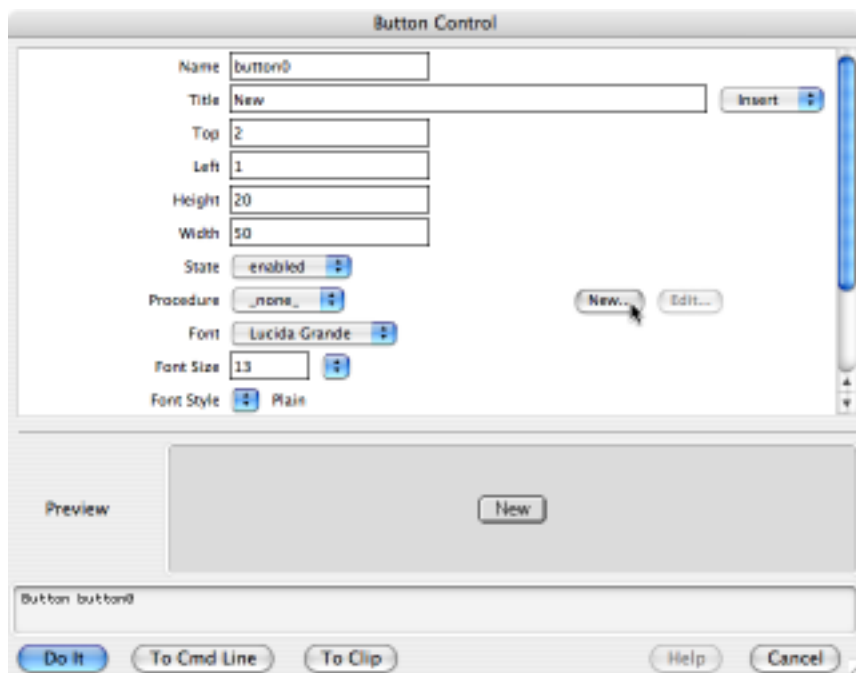 Button Control
Name button0
Title New Insert
Top 2
Left 1
Height 20
Width 50
State enabled
Procedure _none_ New... Edit...
Font Lucida Grande
Font Size 13
Font Style Plain
Preview New
Button button0
Do It To Cmd Line To Clip Help Cancel